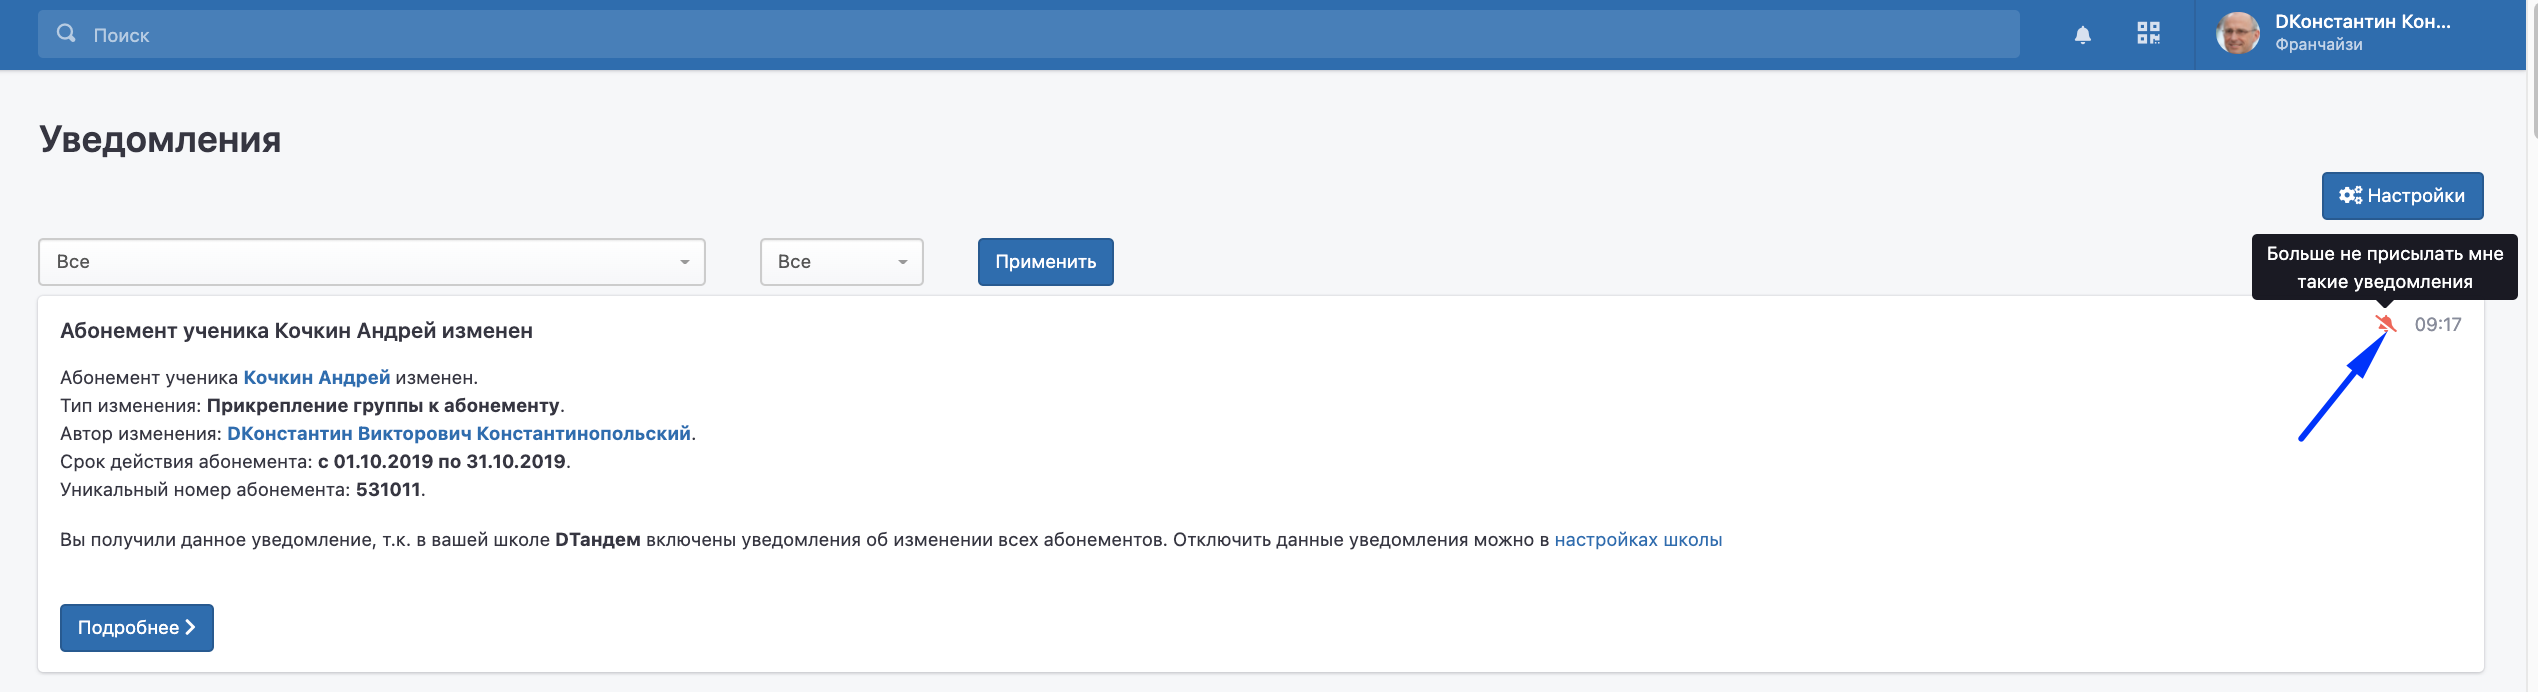 Поиск
DКонстантин Кон...
Франчайзи
Уведомления
Настройки
Все
Все
Применить
Больше не присылать мне
такие уведомления
Абонемент ученика Кочкин Андрей изменен
09:17
Абонемент ученика Кочкин Андрей изменен.
Тип изменения: Прикрепление группы к абонементу.
Автор изменения: DКонстантин Викторович Константинопольский.
Срок действия абонемента: с 01.10.2019 по 31.10.2019.
Уникальный номер абонемента: 531011.
Вы получили данное уведомление, т.к. в вашей школе DТандем включены уведомления об изменении всех абонементов. Отключить данные уведомления можно в настройках школы
Подробнее